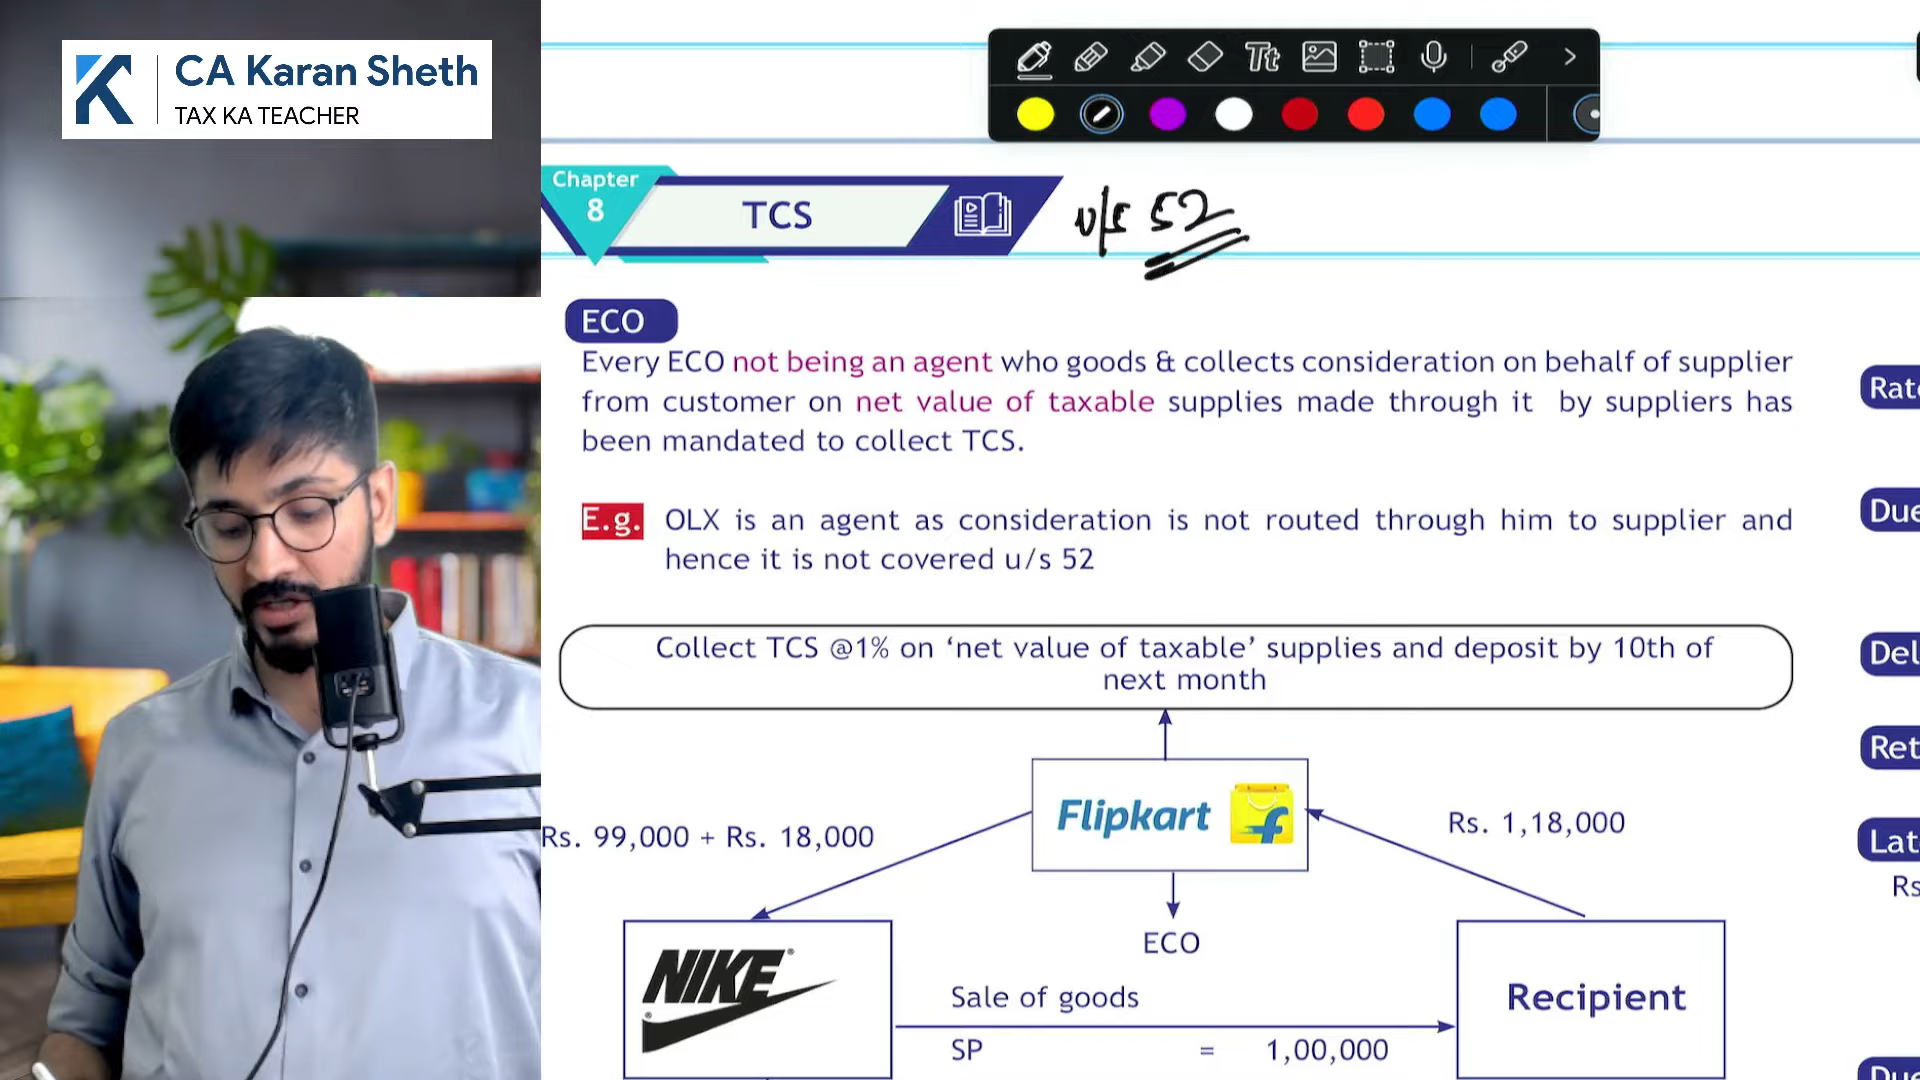 CA Karan Sheth
TAX KA TEACHER
Tt
Chapter
8
TCS
u/s 52
ECO
Every ECO not being an agent who goods & collects consideration on behalf of supplier
from customer on net value of taxable supplies made through it by suppliers has
been mandated to collect TCS.
E.g. OLX is an agent as consideration is not routed through him to supplier and
hence it is not covered u/s 52
Collect TCS @1% on ‘net value of taxable’ supplies and deposit by 10th of
next month
Flipkart
Rs. 99,000 + Rs. 18,000
Rs. 1,18,000
ECO
NIKE
Sale of goods
SP = 1,00,000
Recipient
Rate
Due
Del
Ret
Lat
Rs
Due